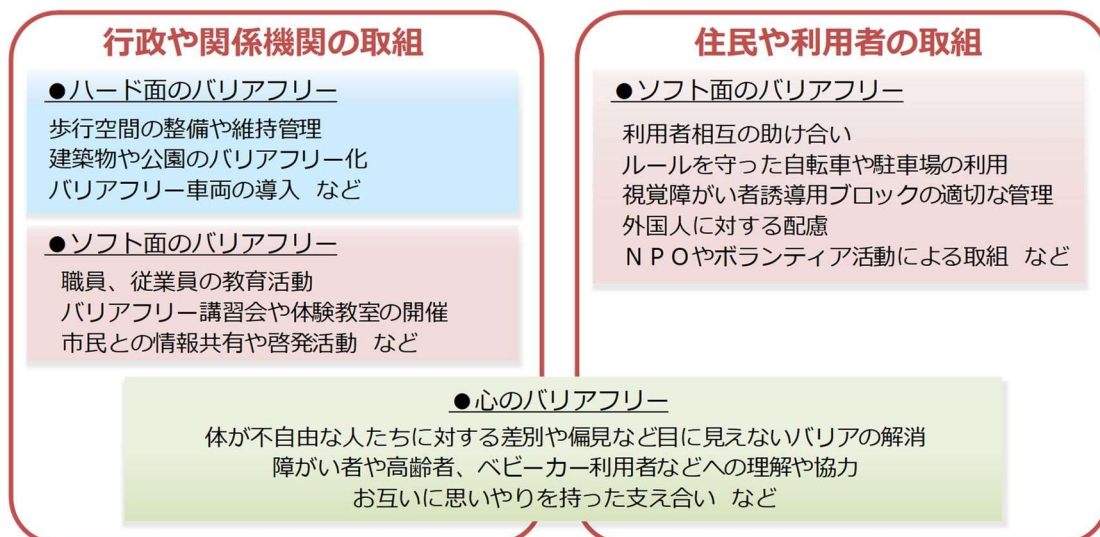 行政や関係機関の取組
●ハード面のバリアフリー
歩行空間の整備や維持管理
建築物や公園のバリアフリー化
バリアフリー車両の導入 など
●ソフト面のバリアフリー
職員、従業員の教育活動
バリアフリー講習会や体験教室の開催
市民との情報共有や啓発活動 など
住民や利用者の取組
●ソフト面のバリアフリー
利用者相互の助け合い
ルールを守った自転車や駐車場の利用
視覚障がい者誘導用ブロックの適切な管理
外国人に対する配慮
ＮＰＯやボランティア活動による取組 など
●心のバリアフリー
体が不自由な人たちに対する差別や偏見など目に見えないバリアの解消
障がい者や高齢者、ベビーカー利用者などへの理解や協力
お互いに思いやりを持った支え合い など